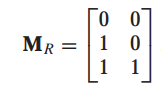 M_R = [0 0
1 0
1 1]